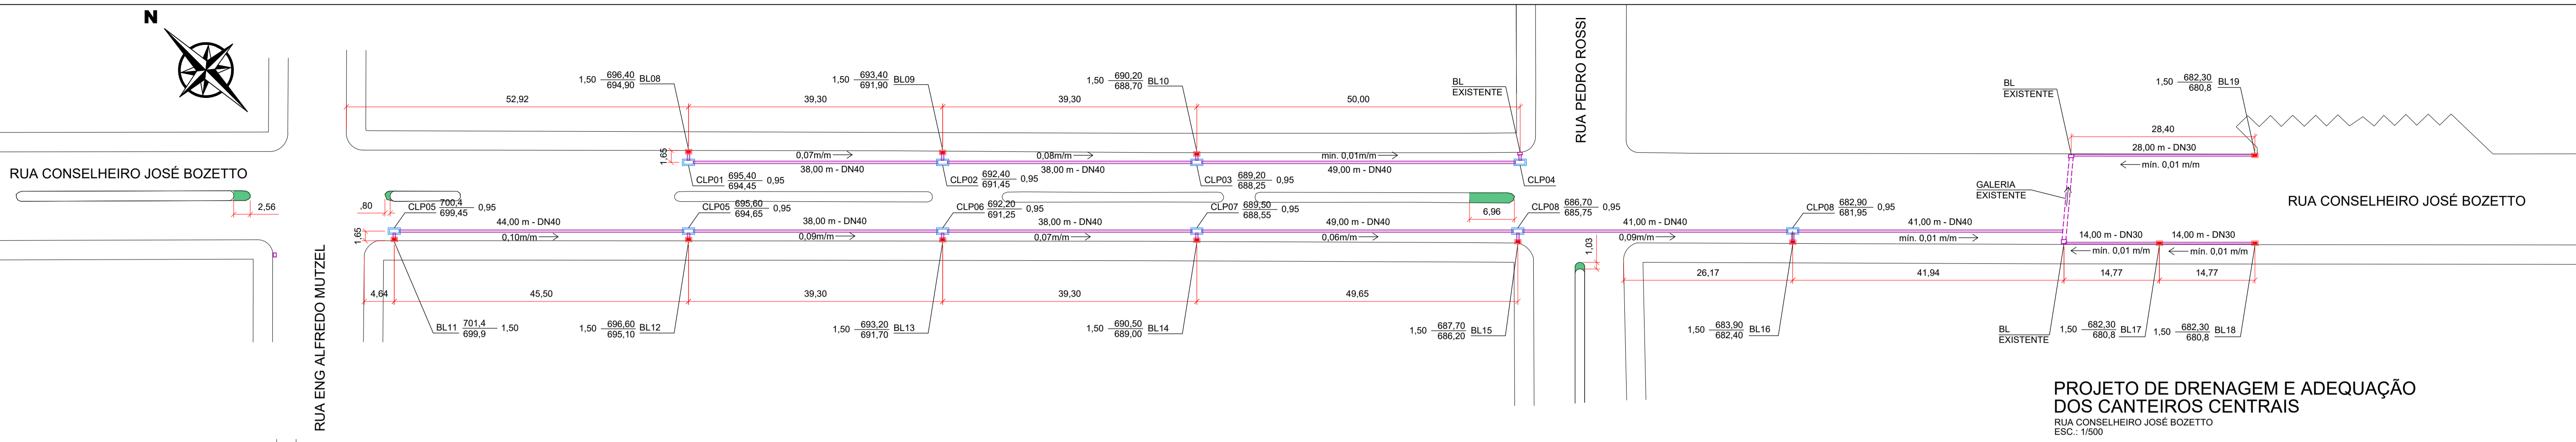 N
RUA CONSELHEIRO JOSÉ BOZETTO
2,56
RUA ENG ALFREDO MUTZEL
,80
1,65
4,64
52,92
39,30
39,30
50,00
1,50 696,40 BL08
694,90
1,50 693,40 BL09
691,90
1,50 690,20 BL10
688,70
BL
EXISTENTE
1,65
0,07m/m
38,00 m - DN40
0,08m/m
38,00 m - DN40
min. 0,01m/m
49,00 m - DN40
CLP01 695,40 0,95
694,45
CLP02 692,40 0,95
691,45
CLP03 689,20 0,95
688,25
CLP04
CLP05 700,4 0,95
699,45
CLP05 695,60 0,95
694,65
CLP06 692,20 0,95
691,25
CLP07 689,50 0,95
688,55
6,96
CLP08 686,70 0,95
685,75
CLP08 682,90 0,95
681,95
44,00 m - DN40
0,10m/m
38,00 m - DN40
0,09m/m
38,00 m - DN40
0,07m/m
49,00 m - DN40
0,06m/m
41,00 m - DN40
0,09m/m
41,00 m - DN40
mín. 0,01 m/m
45,50
39,30
39,30
49,65
BL11 701,4 1,50
699,9
1,50 696,60 BL12
695,10
1,50 693,20 BL13
691,70
1,50 690,50 BL14
689,00
1,50 687,70 BL15
686,20
RUA PEDRO ROSSI
1,03
26,17
41,94
14,77
14,77
1,50 683,90 BL16
682,40
BL
EXISTENTE
1,50 682,30 BL17
680,8
1,50 682,30 BL18
680,8
14,00 m - DN30
mín. 0,01 m/m
14,00 m - DN30
mín. 0,01 m/m
GALERIA
EXISTENTE
BL
EXISTENTE
1,50 682,30 BL19
680,8
28,40
28,00 m - DN30
mín. 0,01 m/m
RUA CONSELHEIRO JOSÉ BOZETTO
PROJETO DE DRENAGEM E ADEQUAÇÃO
DOS CANTEIROS CENTRAIS
RUA CONSELHEIRO JOSÉ BOZETTO
ESC.: 1/500